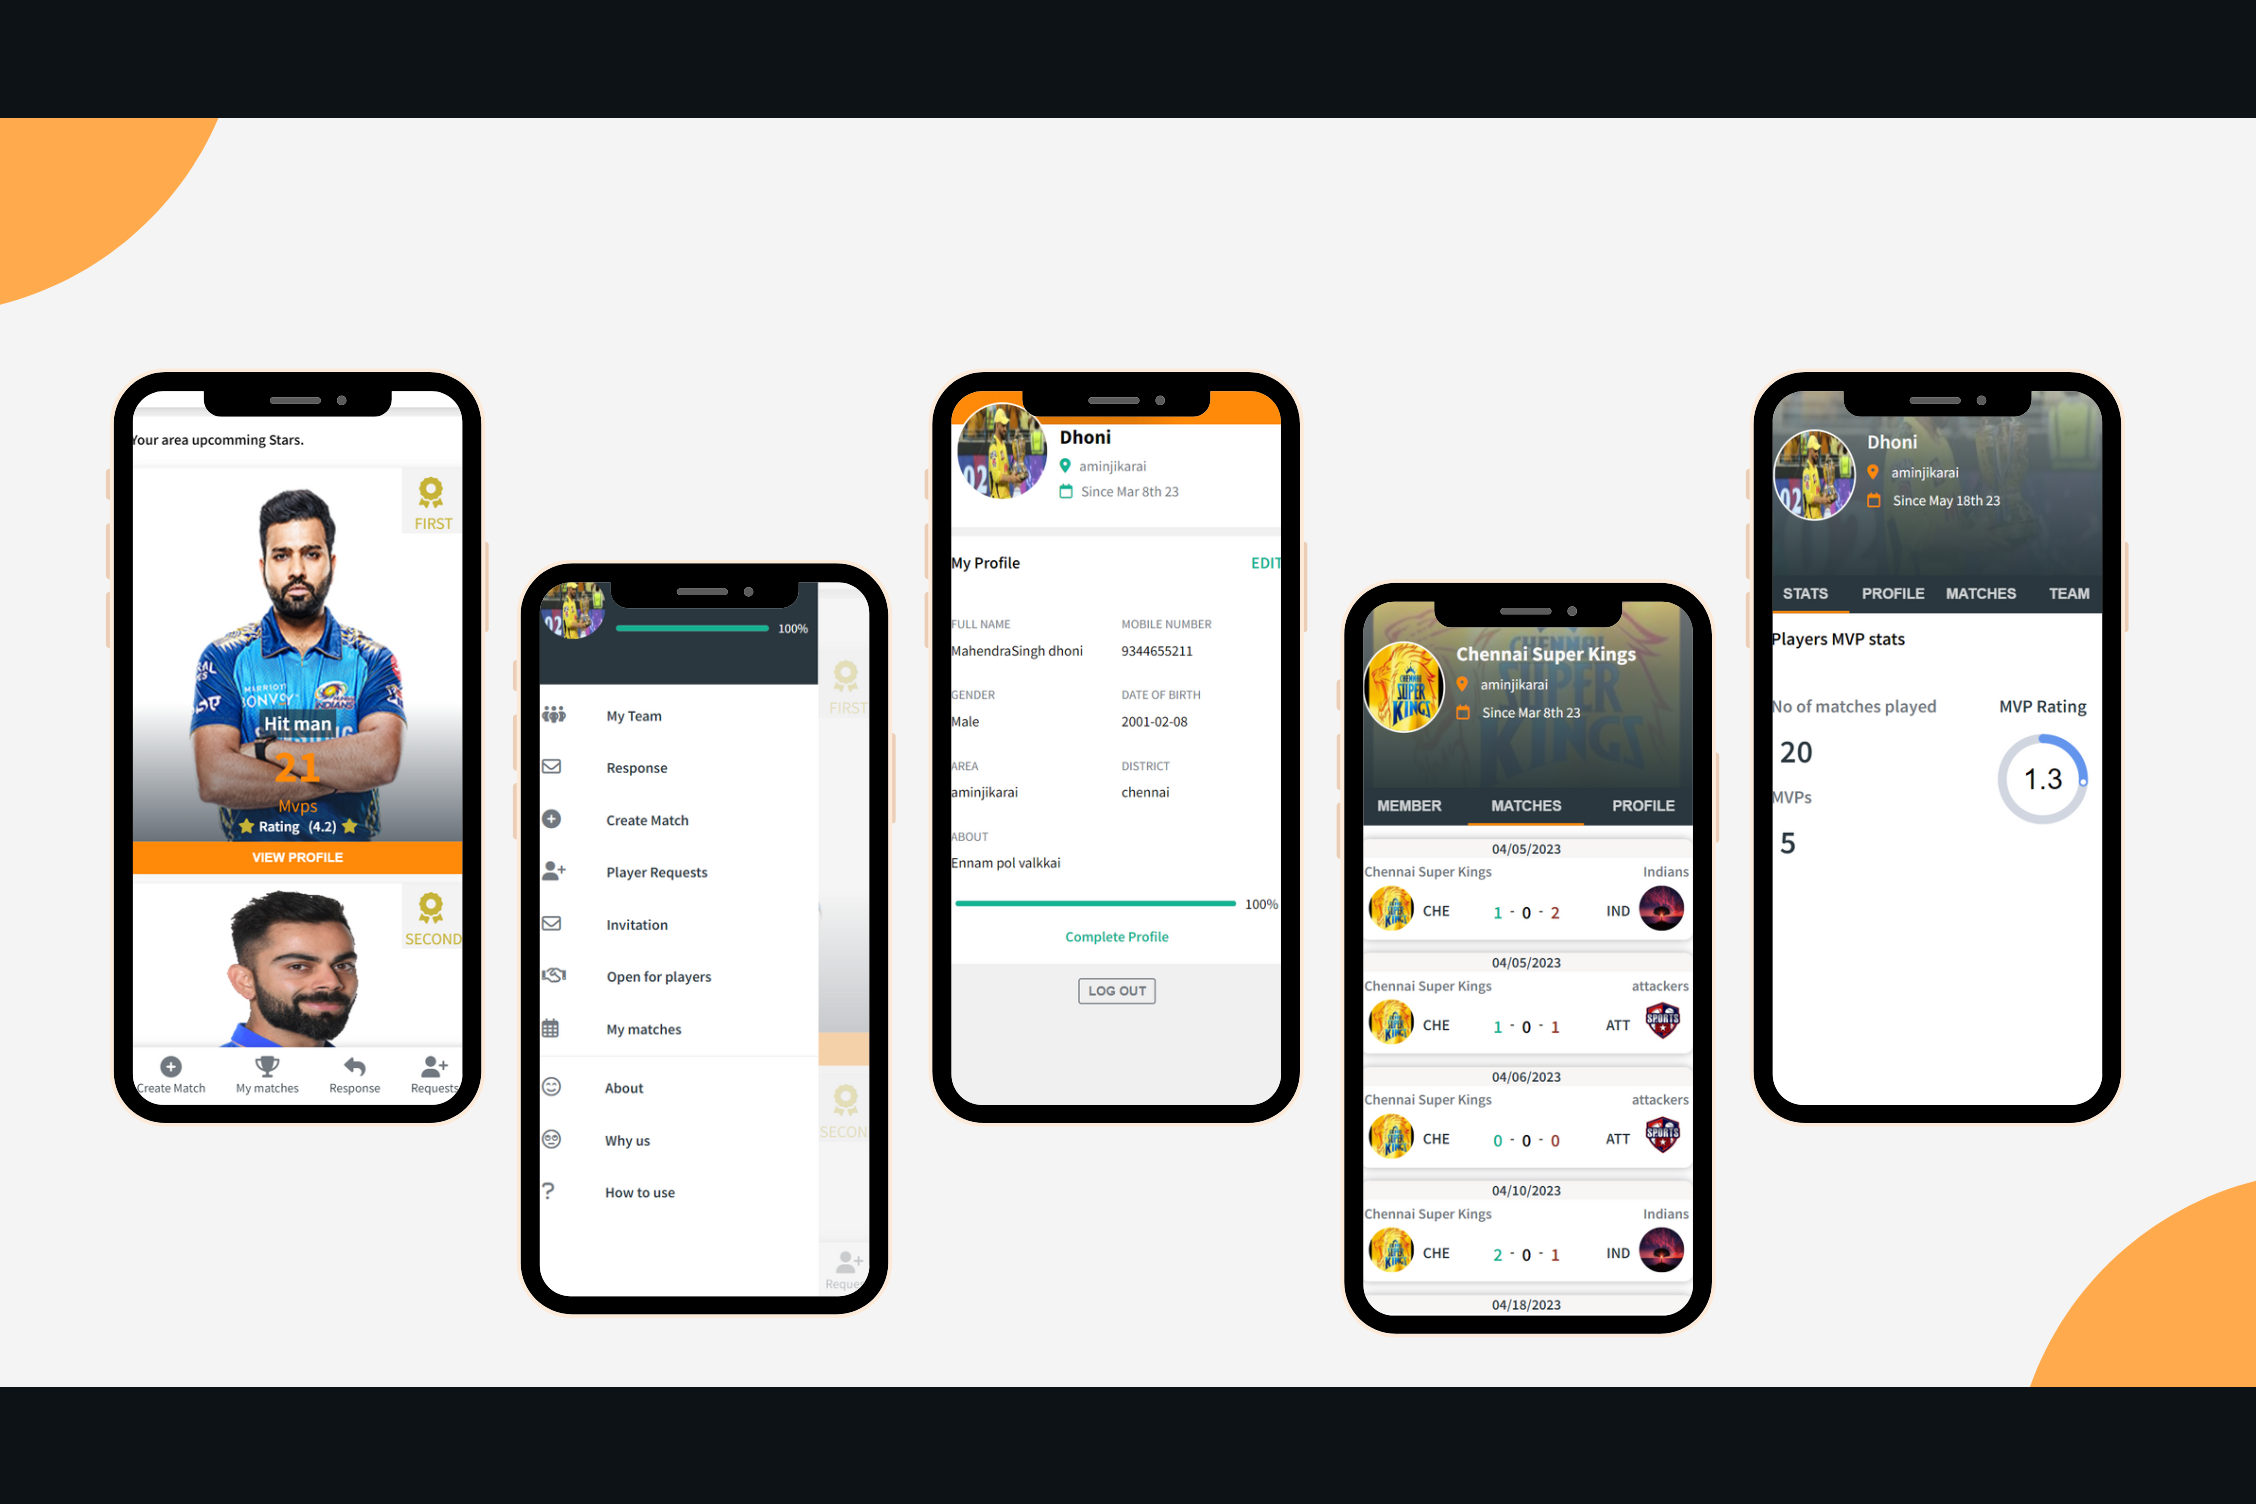 Your area upcomming Stars.
FIRST
MARRIOTT
BONVOY
Hit man
21
Mvps
Rating (4.2)
VIEW PROFILE
SECOND
Create Match
My matches
Response
Requests
100%
My Team
Response
Create Match
Player Requests
Invitation
Open for players
My matches
About
Why us
How to use
FIRST
SECON
Reque
Dhoni
aminjikarai
Since Mar 8th 23
My Profile
EDIT
FULL NAME MOBILE NUMBER
MahendraSingh dhoni 9344655211
GENDER DATE OF BIRTH
Male 2001-02-08
AREA DISTRICT
aminjikarai chennai
ABOUT
Ennam pol valkkai
100%
Complete Profile
LOG OUT
CHENNAI
SUPER
KINGS
Chennai Super Kings
aminjikarai
Since Mar 8th 23
MEMBER MATCHES PROFILE
04/05/2023
Chennai Super Kings Indians
CHE 1 - 0 - 2 IND
04/05/2023
Chennai Super Kings attackers
CHE 1 - 0 - 1 ATT
SPORTS
04/06/2023
Chennai Super Kings attackers
CHE 0 - 0 - 0 ATT
SPORTS
04/10/2023
Chennai Super Kings Indians
CHE 2 - 0 - 1 IND
04/18/2023
Dhoni
aminjikarai
Since May 18th 23
STATS PROFILE MATCHES TEAM
Players MVP stats
No of matches played MVP Rating
20
1.3
MVPs
5